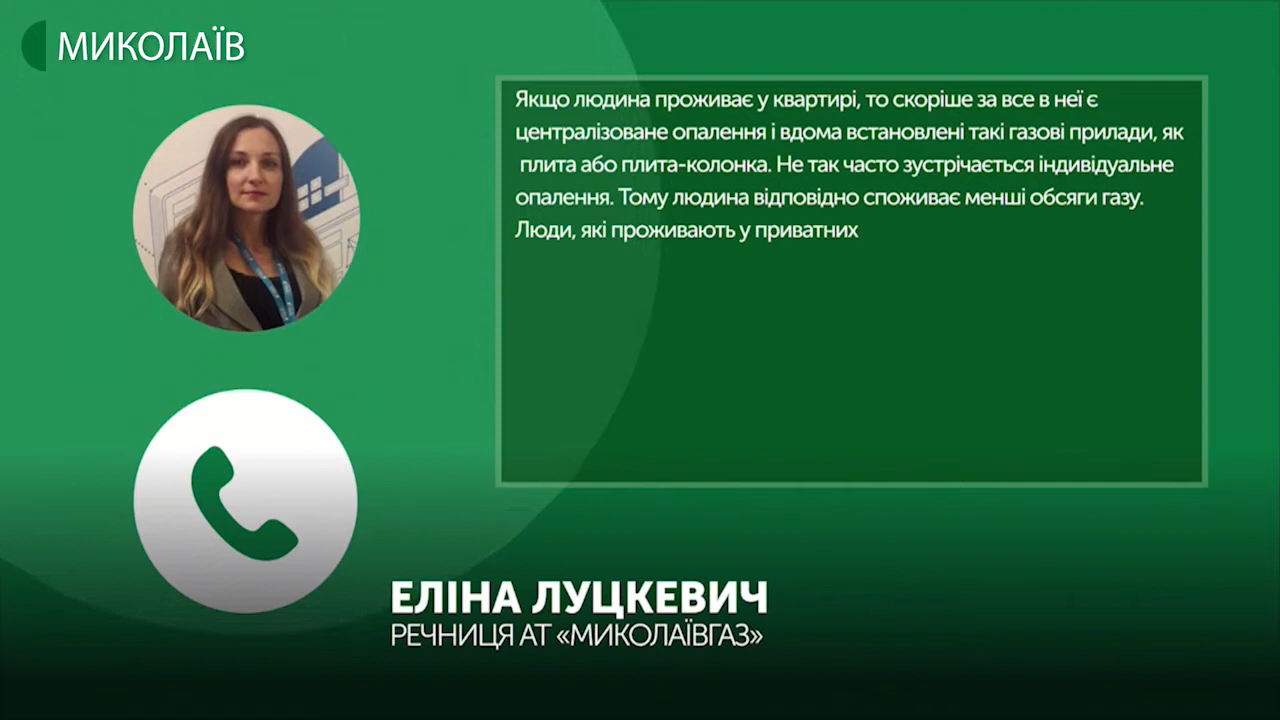 МИКОЛАЇВ
Якщо людина проживає у квартирі, то скоріше за все в неї є
централізоване опалення і вдома встановлені такі газові прилади, як
плита або плита-колонка. Не так часто зустрічається індивідуальне
опалення. Тому людина відповідно споживає менші обсяги газу.
Люди, які проживають у приватних
ЕЛІНА ЛУЦКЕВИЧ
РЕЧНИЦЯ АТ «МИКОЛАЇВГАЗ»